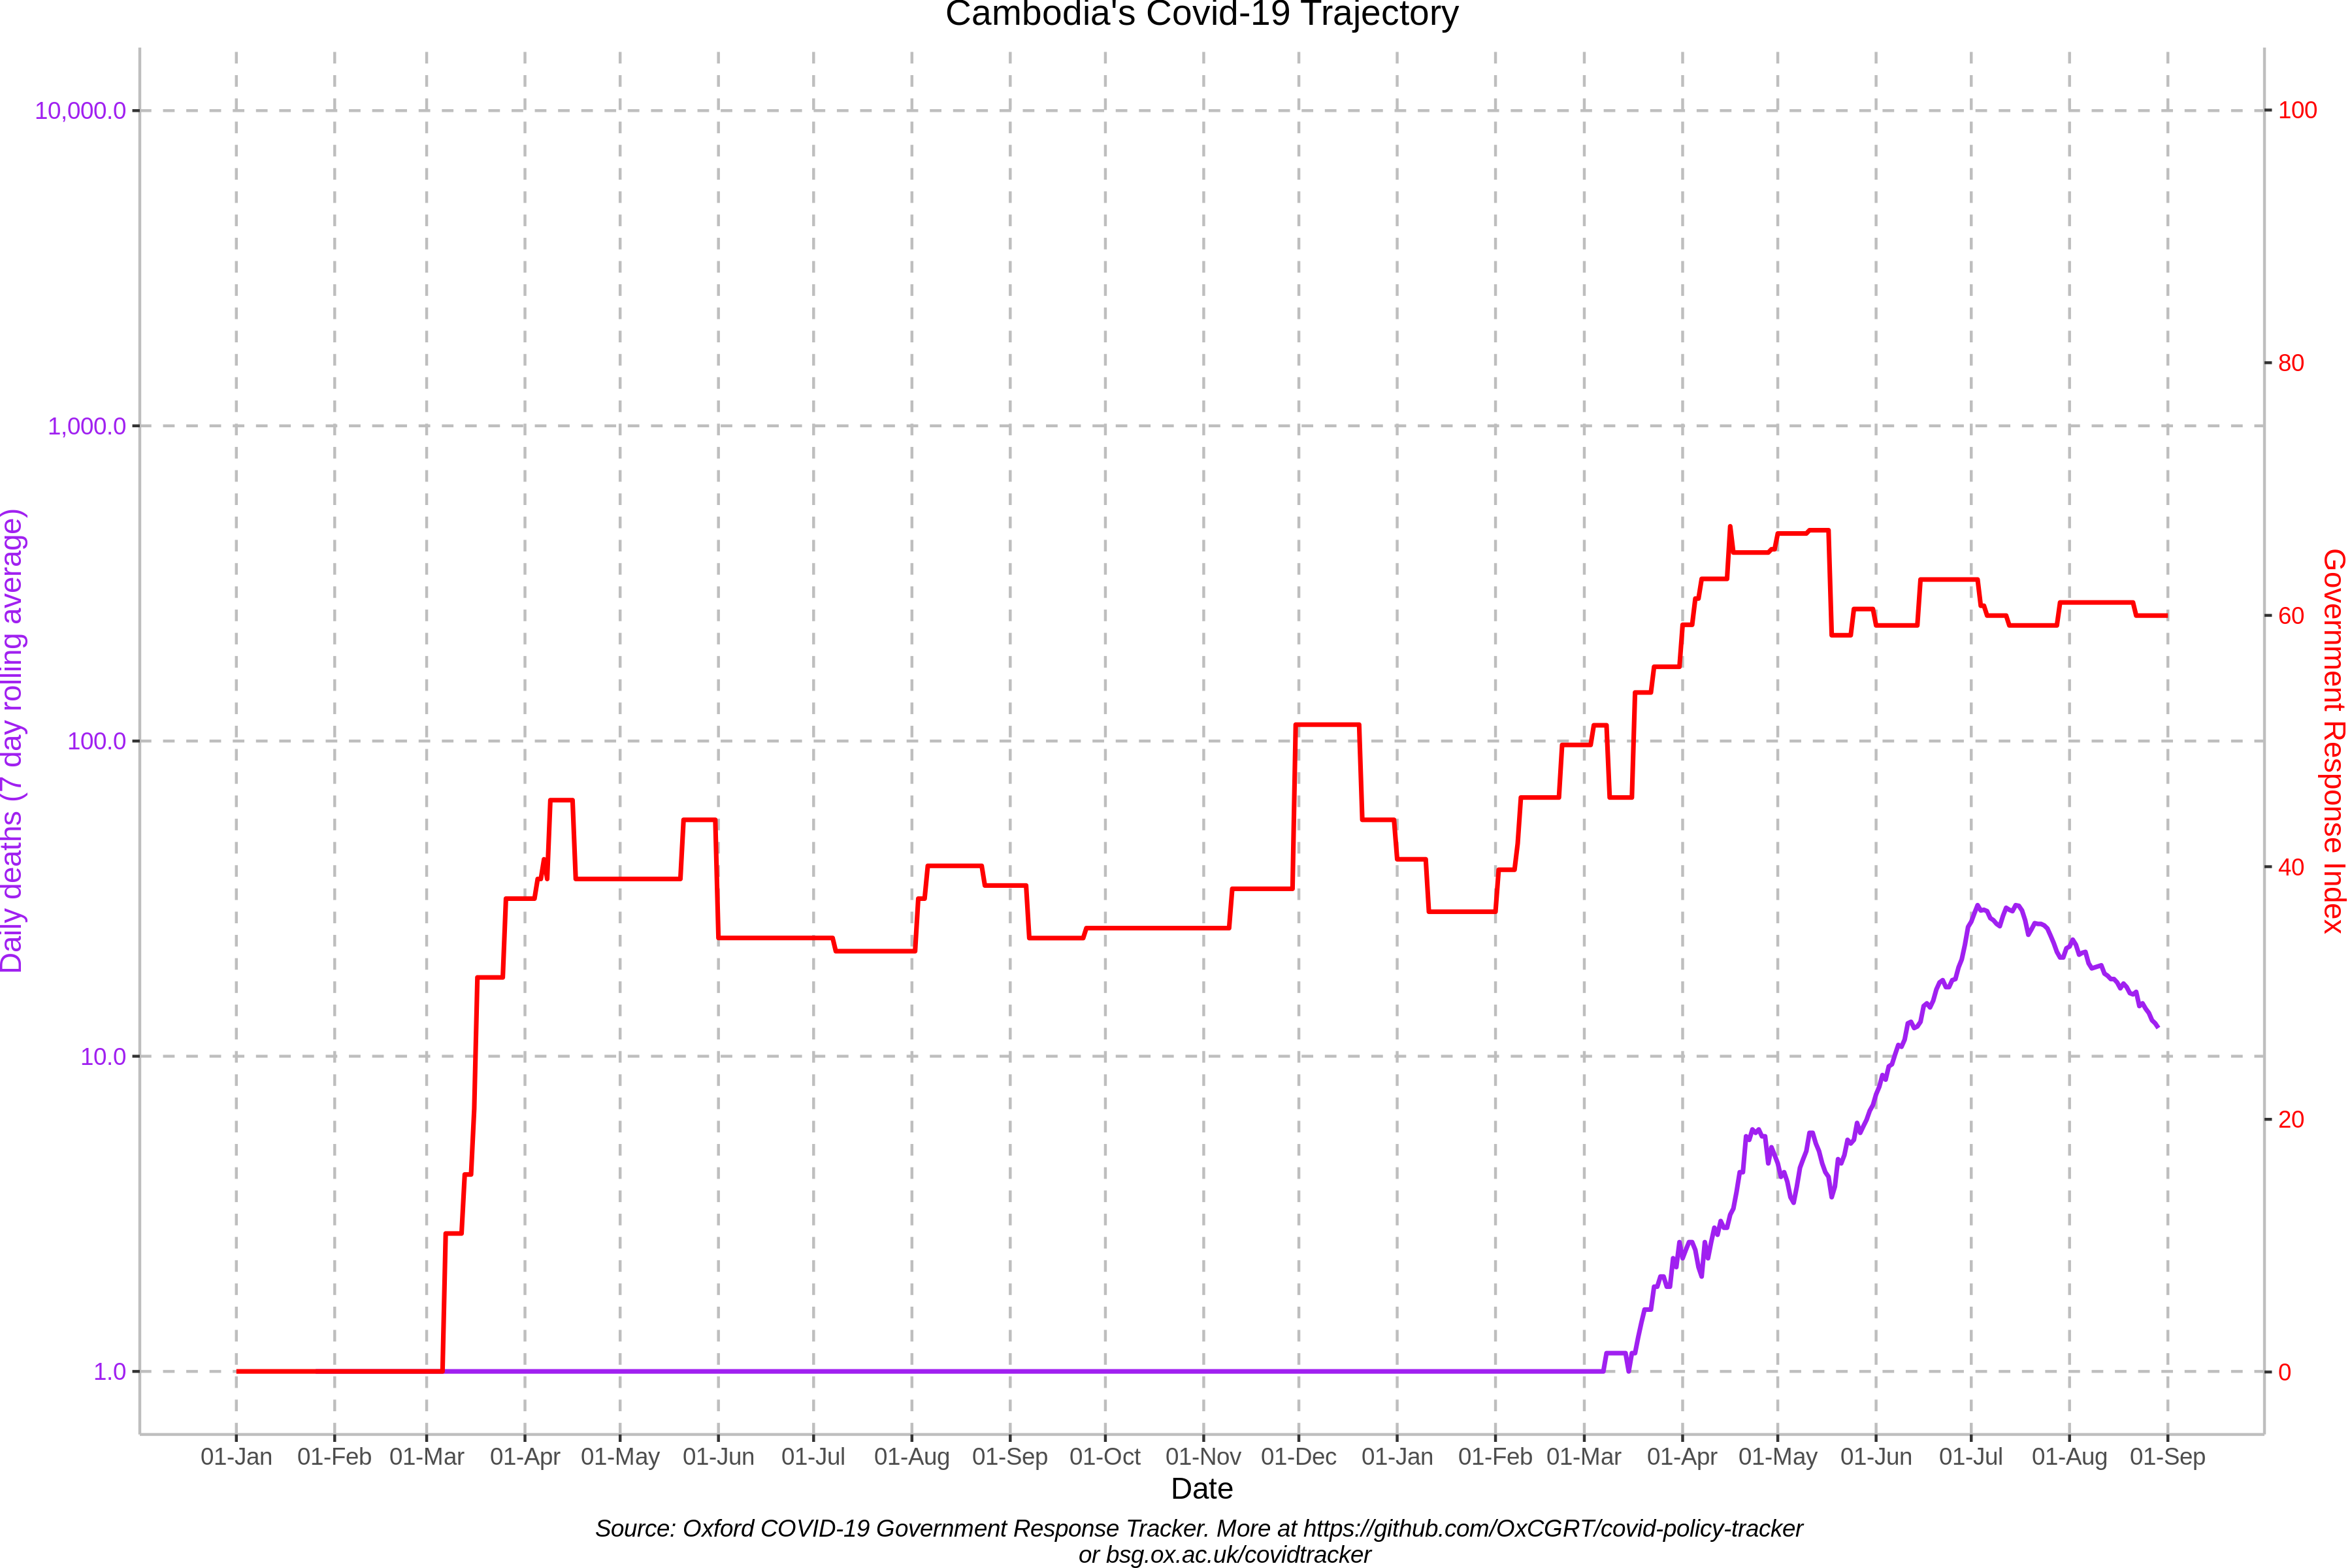 Cambodia's Covid-19 Trajectory
10,000.0
1,000.0
100.0
10.0
1.0
Daily deaths (7 day rolling average)
100
80
60
40
20
0
Government Response Index
01-Jan 01-Feb 01-Mar 01-Apr 01-May 01-Jun 01-Jul 01-Aug 01-Sep 01-Oct 01-Nov 01-Dec 01-Jan 01-Feb 01-Mar 01-Apr 01-May 01-Jun 01-Jul 01-Aug 01-Sep
Date
Source: Oxford COVID-19 Government Response Tracker. More at https://github.com/OxCGRT/covid-policy-tracker
or bsg.ox.ac.uk/covidtracker